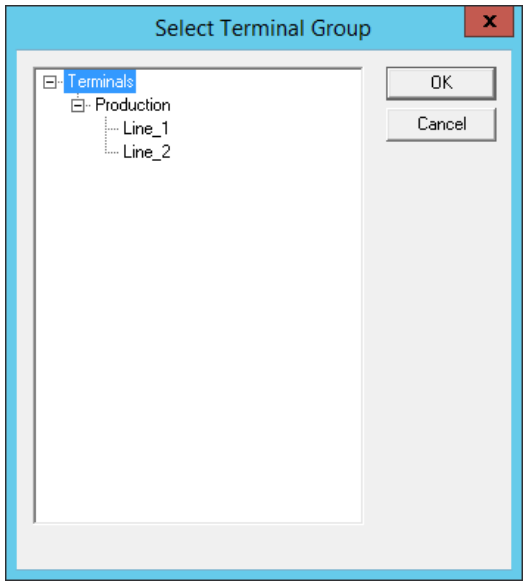 Select Terminal Group
x
Terminals
OK
Production
Cancel
Line_1
Line_2